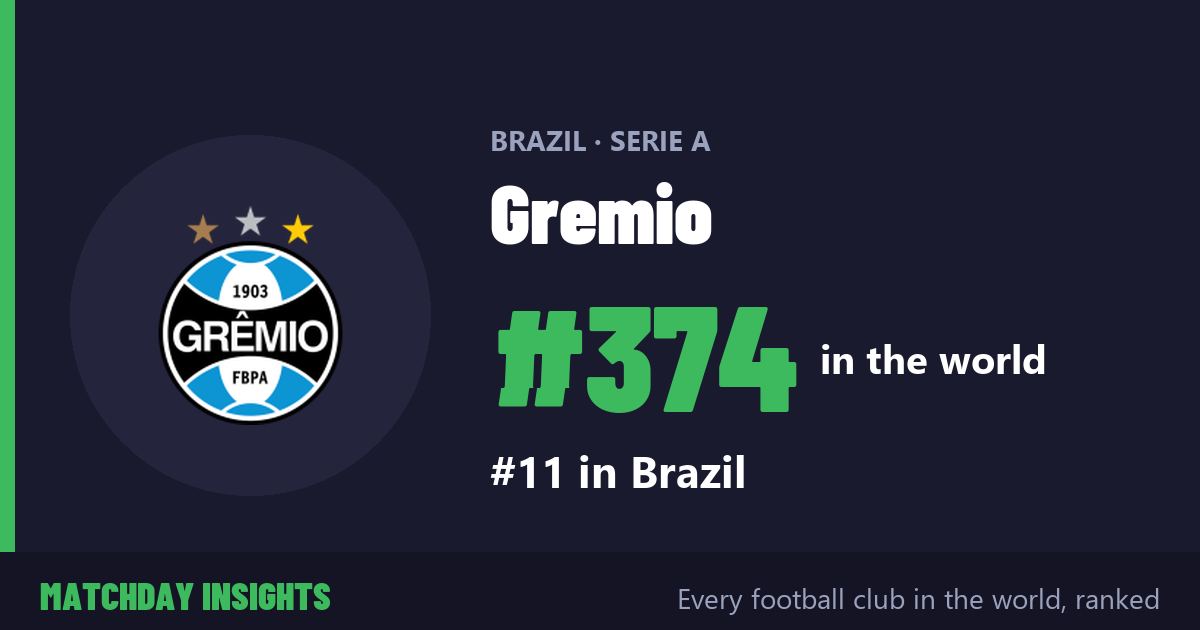 BRAZIL · SERIE A
Gremio
1903
GRÊMIO
FBPA
#374 in the world
#11 in Brazil
MATCHDAY INSIGHTS
Every football club in the world, ranked